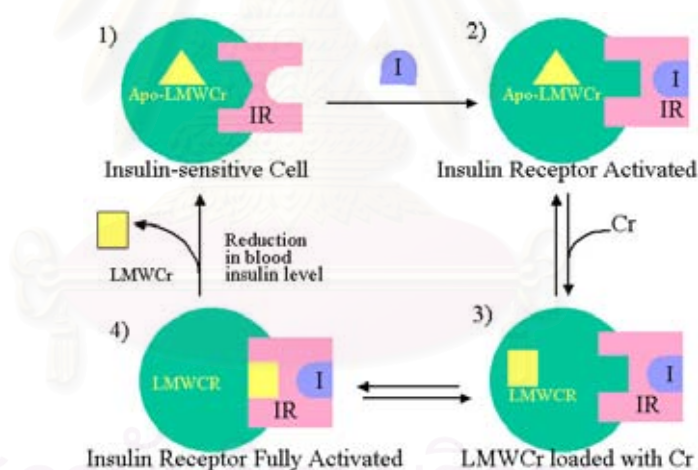 1)
Apo-LMWCr
IR
Insulin-sensitive Cell
I
2)
Apo-LMWCr
I
IR
Insulin Receptor Activated
Cr
3)
LMWCR
I
IR
LMWCr loaded with Cr
4)
LMWCR
I
IR
Insulin Receptor Fully Activated
LMWCr
Reduction
in blood
insulin level